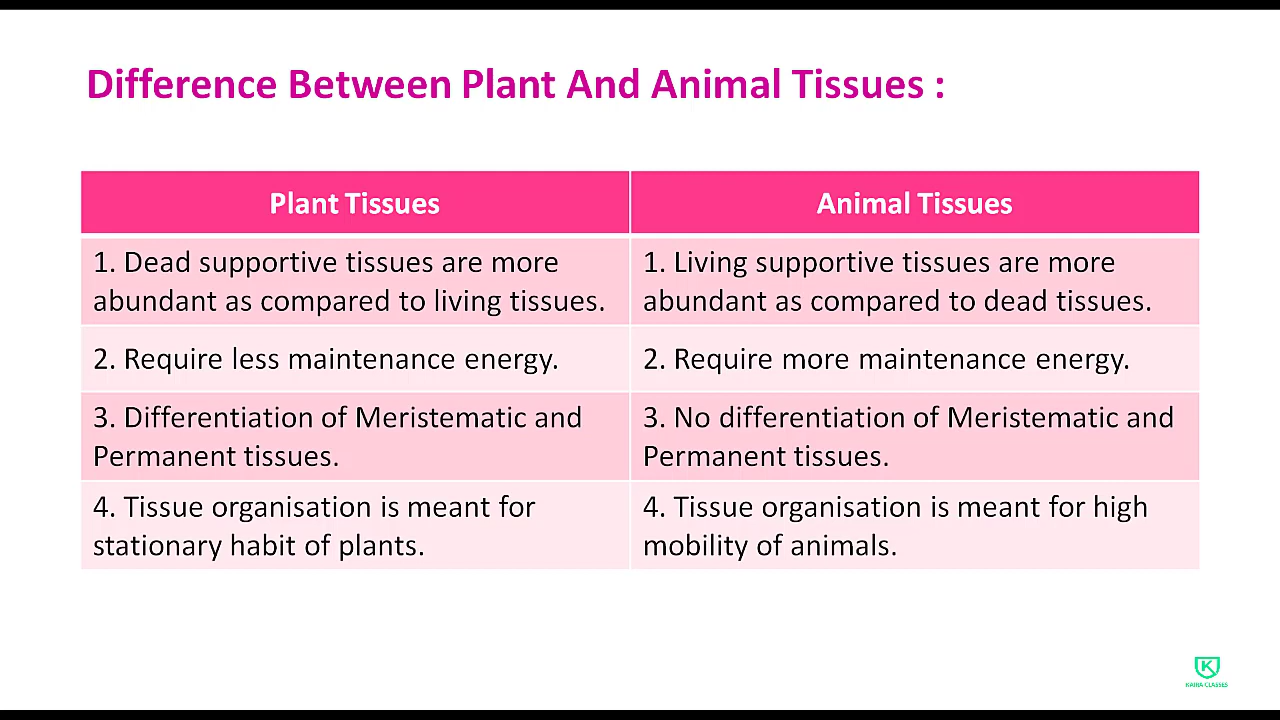 Difference Between Plant And Animal Tissues :
Plant Tissues
Animal Tissues
1. Dead supportive tissues are more
abundant as compared to living tissues.
1. Living supportive tissues are more
abundant as compared to dead tissues.
2. Require less maintenance energy.
2. Require more maintenance energy.
3. Differentiation of Meristematic and
Permanent tissues.
3. No differentiation of Meristematic and
Permanent tissues.
4. Tissue organisation is meant for
stationary habit of plants.
4. Tissue organisation is meant for high
mobility of animals.
K
CLASSES